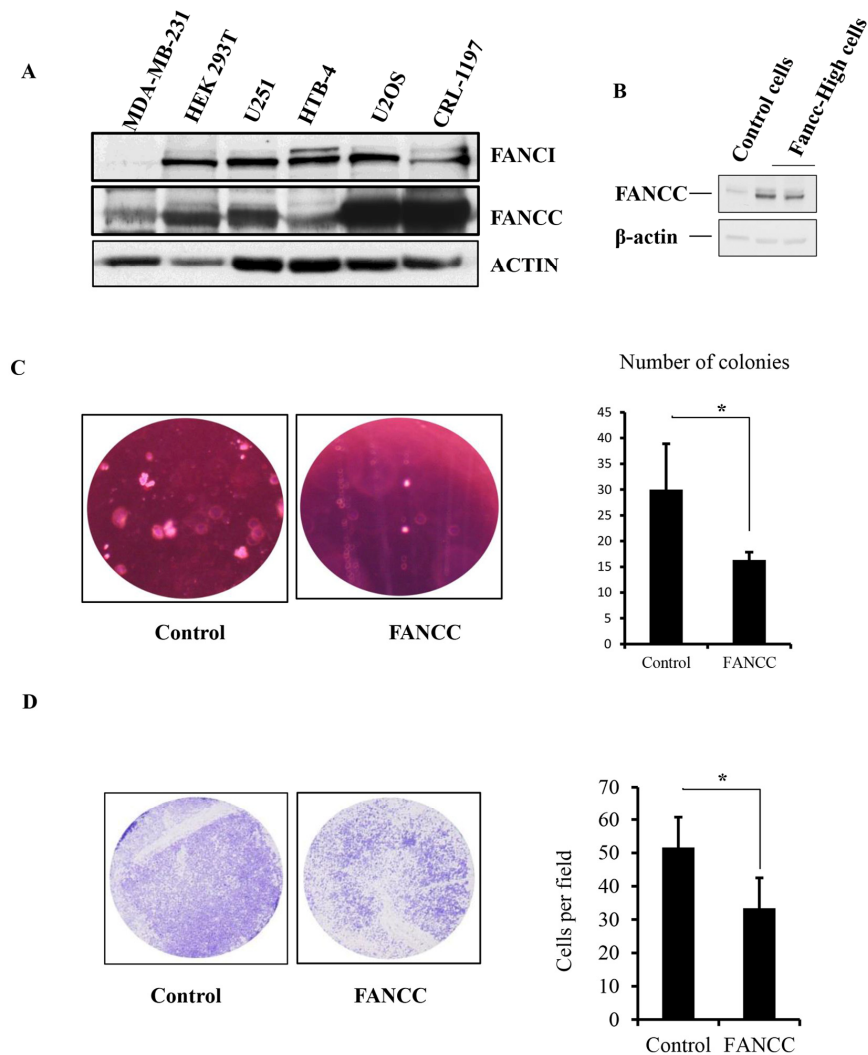 A
MDA-MB-231
HEK 293T
U251
HTB-4
U2OS
CRL-1197
FANCI
FANCC
ACTIN
B
Control cells
Fancc-High cells
FANCC
β-actin
C
Control
FANCC
Number of colonies
45
40
35
30
25
20
15
10
5
0
*
Control
FANCC
D
Control
FANCC
Cells per field
70
60
50
40
30
20
10
0
*
Control
FANCC